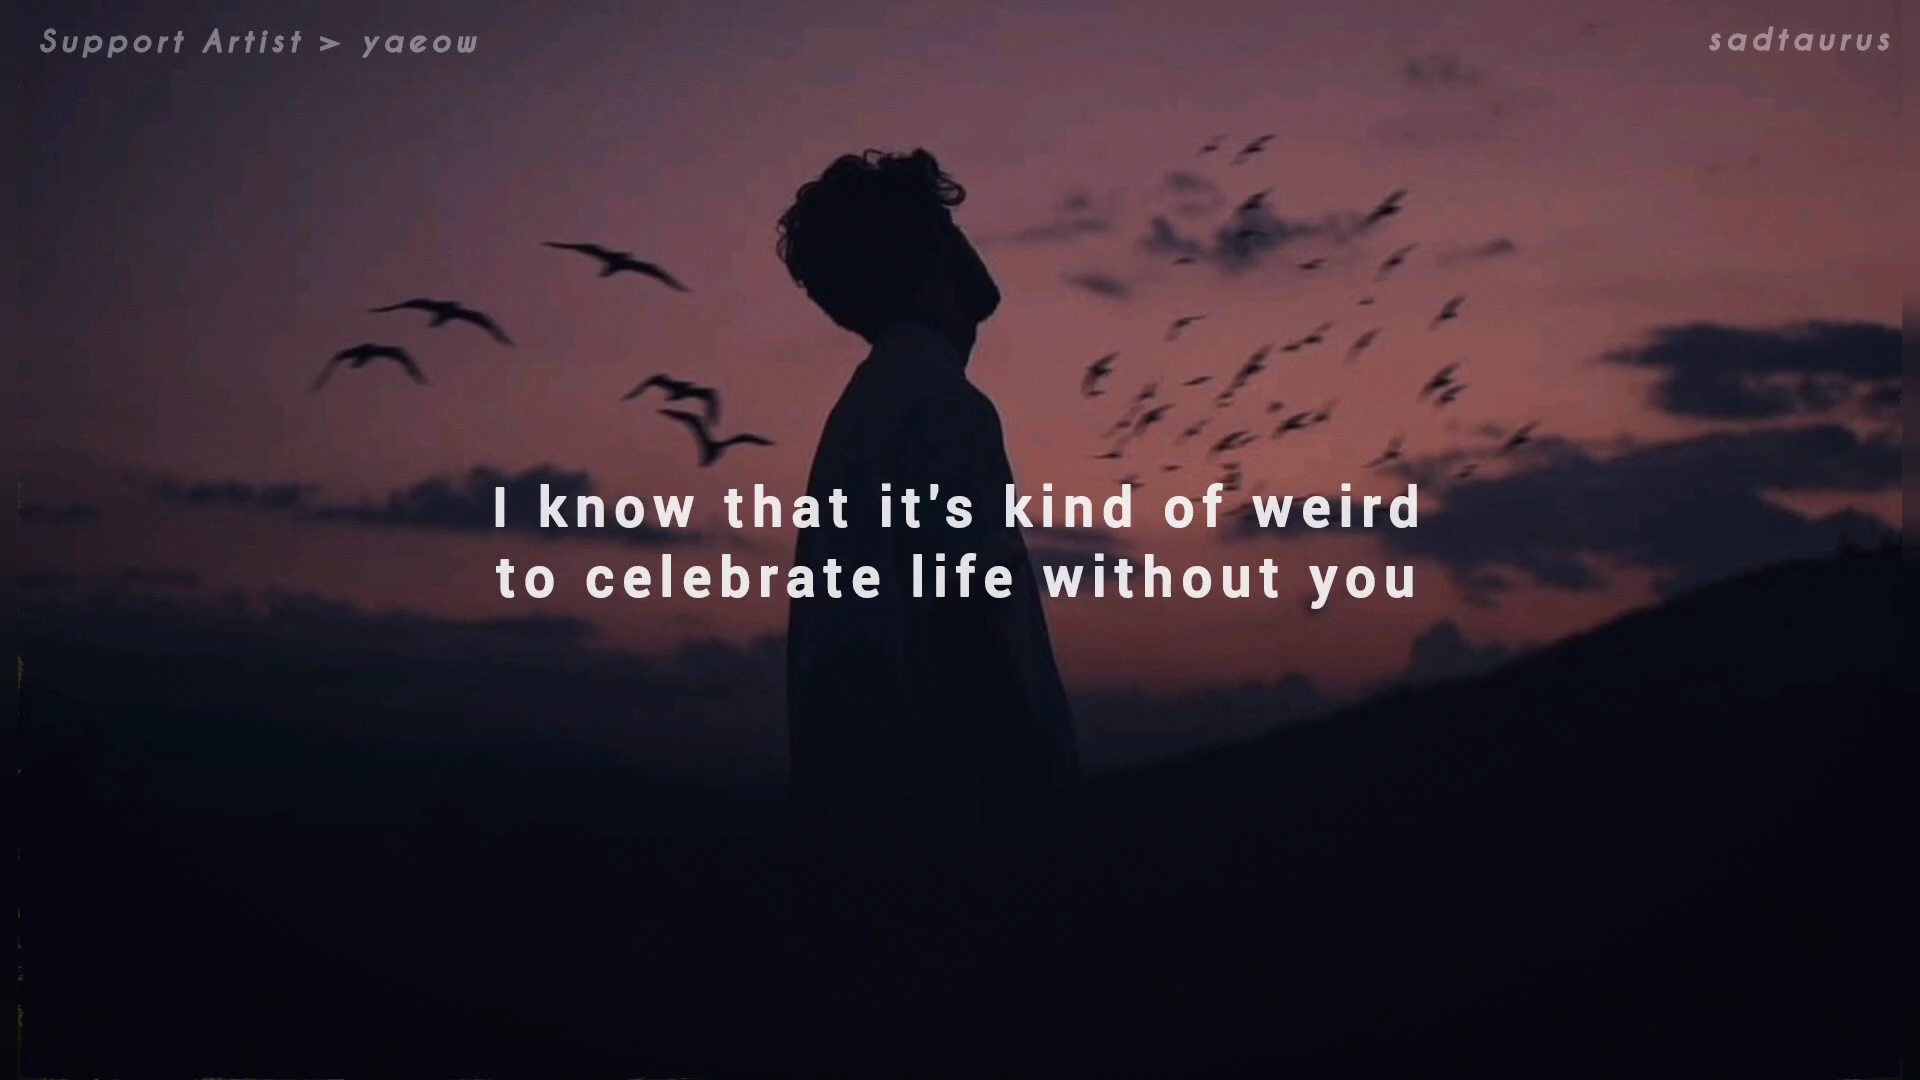 Support Artist > yaeow
sadtaurus
I know that it's kind of weird
to celebrate life without you